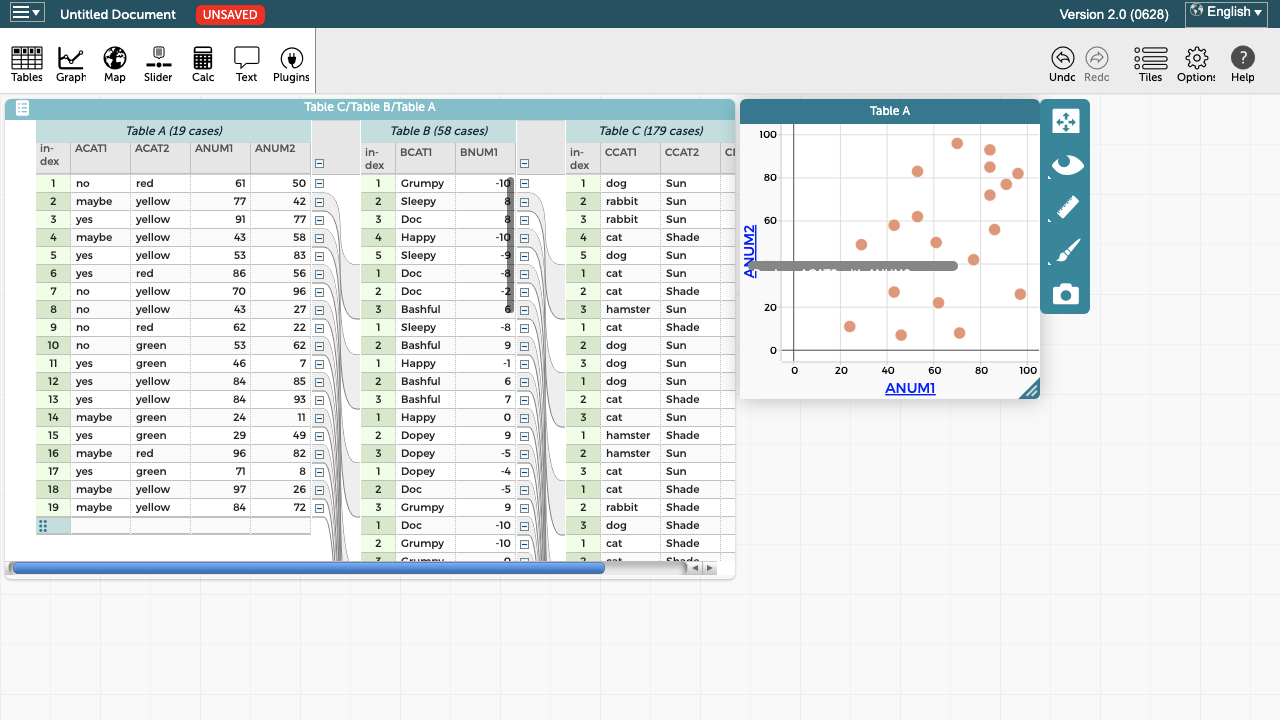 Untitled Document UNSAVED Version 2.0 (0628) English
Tables Graph Map Slider Calc Text Plugins Undo Redo Tiles Options Help
Table C/Table B/Table A
Table A (19 cases) Table B (58 cases) Table C (179 cases)
in-dex ACAT1 ACAT2 ANUM1 ANUM2 in-dex BCAT1 BNUM1 in-dex CCAT1 CCAT2
1 no red 61 50 1 Grumpy -10 1 dog Sun
2 maybe yellow 77 42 2 Sleepy 8 2 rabbit Sun
3 yes yellow 91 77 3 Doc 8 3 rabbit Sun
4 maybe yellow 43 58 4 Happy -10 4 cat Shade
5 yes yellow 53 83 5 Sleepy -9 5 dog Sun
6 yes red 86 56 1 Doc -8 1 cat Sun
7 no yellow 70 96 2 Doc -2 2 cat Shade
8 no yellow 43 27 3 Bashful 6 3 hamster Sun
9 no red 62 22 1 Sleepy -8 1 cat Shade
10 no green 53 62 2 Bashful 9 2 dog Sun
11 yes green 46 7 1 Happy -1 3 dog Sun
12 yes yellow 84 85 2 Bashful 6 1 dog Sun
13 yes yellow 84 93 3 Bashful 7 2 cat Shade
14 maybe green 24 11 1 Happy 0 3 cat Sun
15 yes green 29 49 2 Dopey 9 1 hamster Shade
16 maybe red 96 82 3 Dopey -5 2 hamster Sun
17 yes green 71 8 1 Dopey -4 3 cat Sun
18 maybe yellow 97 26 2 Doc -5 1 cat Shade
19 maybe yellow 84 72 3 Grumpy 9 2 rabbit Shade
1 Doc -10 3 dog Shade
2 Grumpy -10 1 cat Shade
3 Grumpy 0 2 cat Shade
Table A
100
80
60
20
0
ANUM2
0 20 40 60 80 100
ANUM1